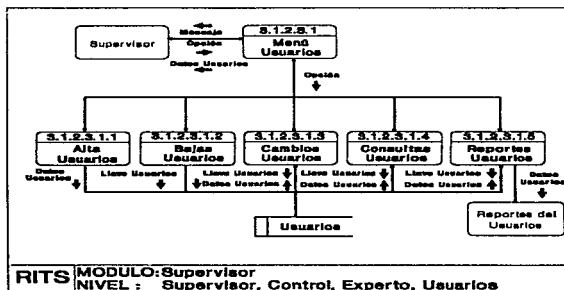 Mensaje
3.1.2.3.1
Supervisor
Opción
Menú
Usuarios
Datos Usuarios
Opción
3.1.2.3.1.1
3.1.2.3.1.2
3.1.2.3.1.3
3.1.2.3.1.4
3.1.2.3.1.5
Alta
Usuarios
Bajas
Usuarios
Cambios
Usuarios
Consultas
Usuarios
Reportes
Usuarios
Datos
Usuarios
Llave Usuarios
Llave Usuarios
Datos Usuarios
Llave Usuarios
Datos Usuarios
Llave Usuarios
Datos Usuarios
Datos
Usuarios
Usuarios
Reportes del
Usuarios
RITS
MODULO: Supervisor
NIVEL : Supervisor, Control, Experto, Usuarios